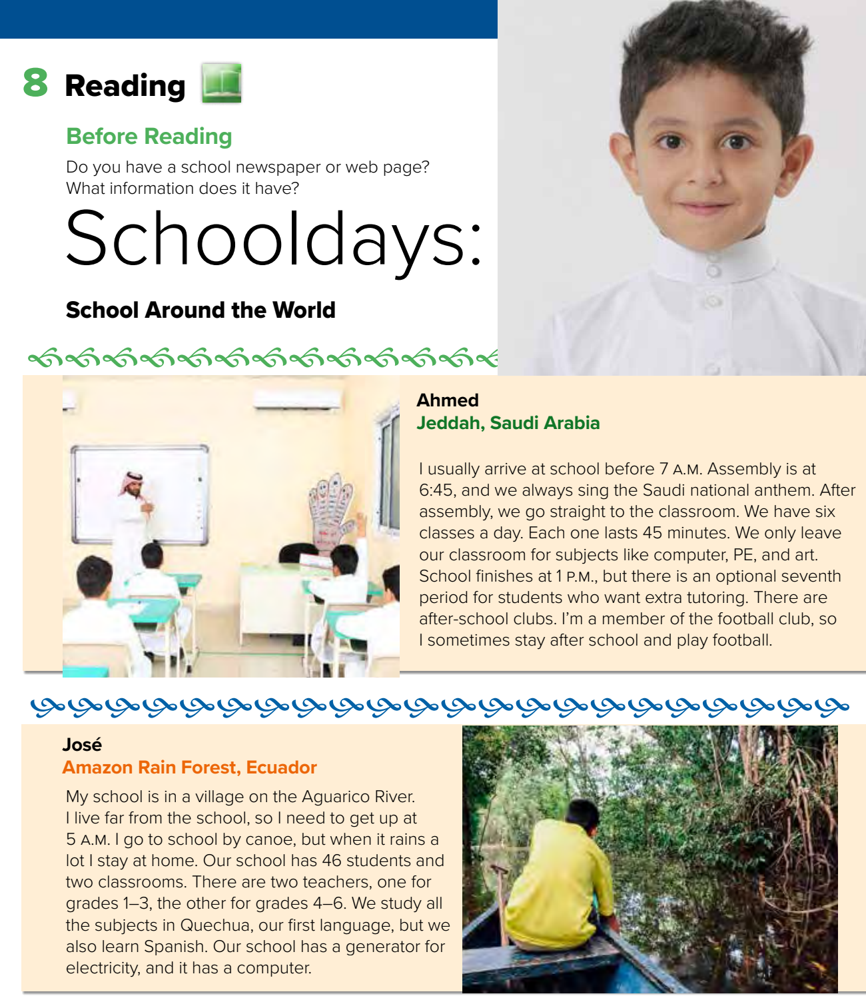 8 Reading
Before Reading
Do you have a school newspaper or web page?
What information does it have?
Schooldays:
School Around the World
Ahmed
Jeddah, Saudi Arabia
I usually arrive at school before 7 A.M. Assembly is at
6:45, and we always sing the Saudi national anthem. After
assembly, we go straight to the classroom. We have six
classes a day. Each one lasts 45 minutes. We only leave
our classroom for subjects like computer, PE, and art.
School finishes at 1 P.M., but there is an optional seventh
period for students who want extra tutoring. There are
after-school clubs. I'm a member of the football club, so
I sometimes stay after school and play football.
José
Amazon Rain Forest, Ecuador
My school is in a village on the Aguarico River.
I live far from the school, so I need to get up at
5 A.M. I go to school by canoe, but when it rains a
lot I stay at home. Our school has 46 students and
two classrooms. There are two teachers, one for
grades 1–3, the other for grades 4–6. We study all
the subjects in Quechua, our first language, but we
also learn Spanish. Our school has a generator for
electricity, and it has a computer.